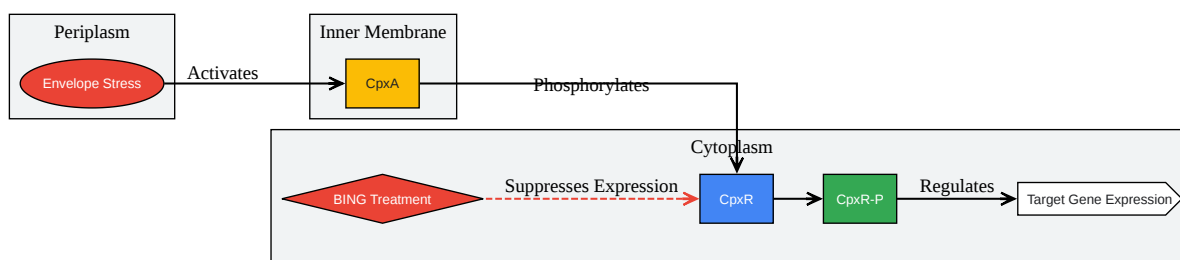 Periplasm
Inner Membrane
Envelope Stress
Activates
CpxA
Phosphorylates
Cytoplasm
BING Treatment
Suppresses Expression
CpxR
CpxR-P
Regulates
Target Gene Expression